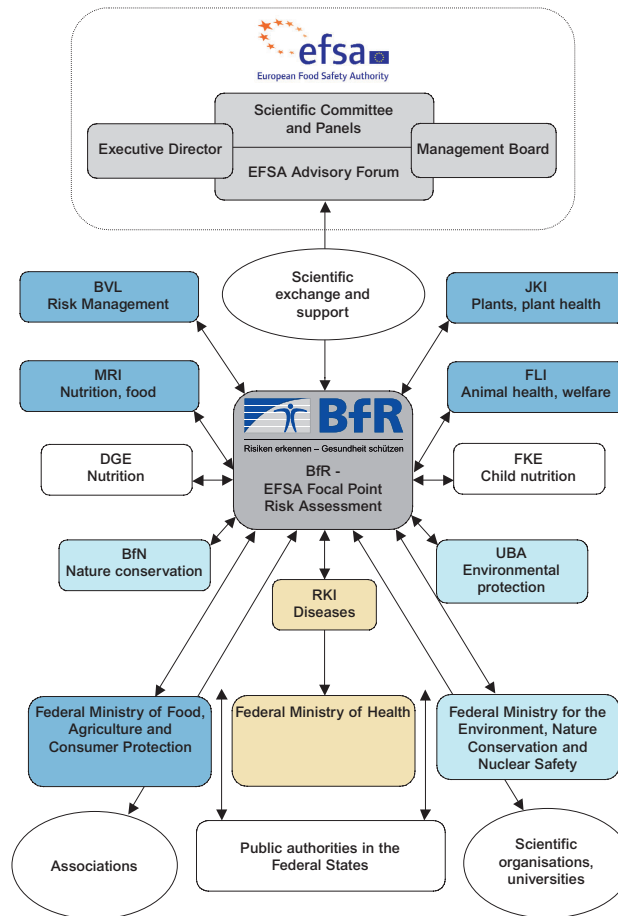 efsa
European Food Safety Authority
Scientific Committee
and Panels
Executive Director
Management Board
EFSA Advisory Forum
Scientific
exchange and
support
BVL
Risk Management
JKI
Plants, plant health
MRI
Nutrition, food
FLI
Animal health, welfare
BfR
Risiken erkennen – Gesundheit schützen
BfR -
EFSA Focal Point
Risk Assessment
DGE
Nutrition
FKE
Child nutrition
BfN
Nature conservation
UBA
Environmental
protection
RKI
Diseases
Federal Ministry of Food,
Agriculture and
Consumer Protection
Federal Ministry of Health
Federal Ministry for the
Environment, Nature
Conservation and
Nuclear Safety
Associations
Public authorities in the
Federal States
Scientific
organisations,
universities